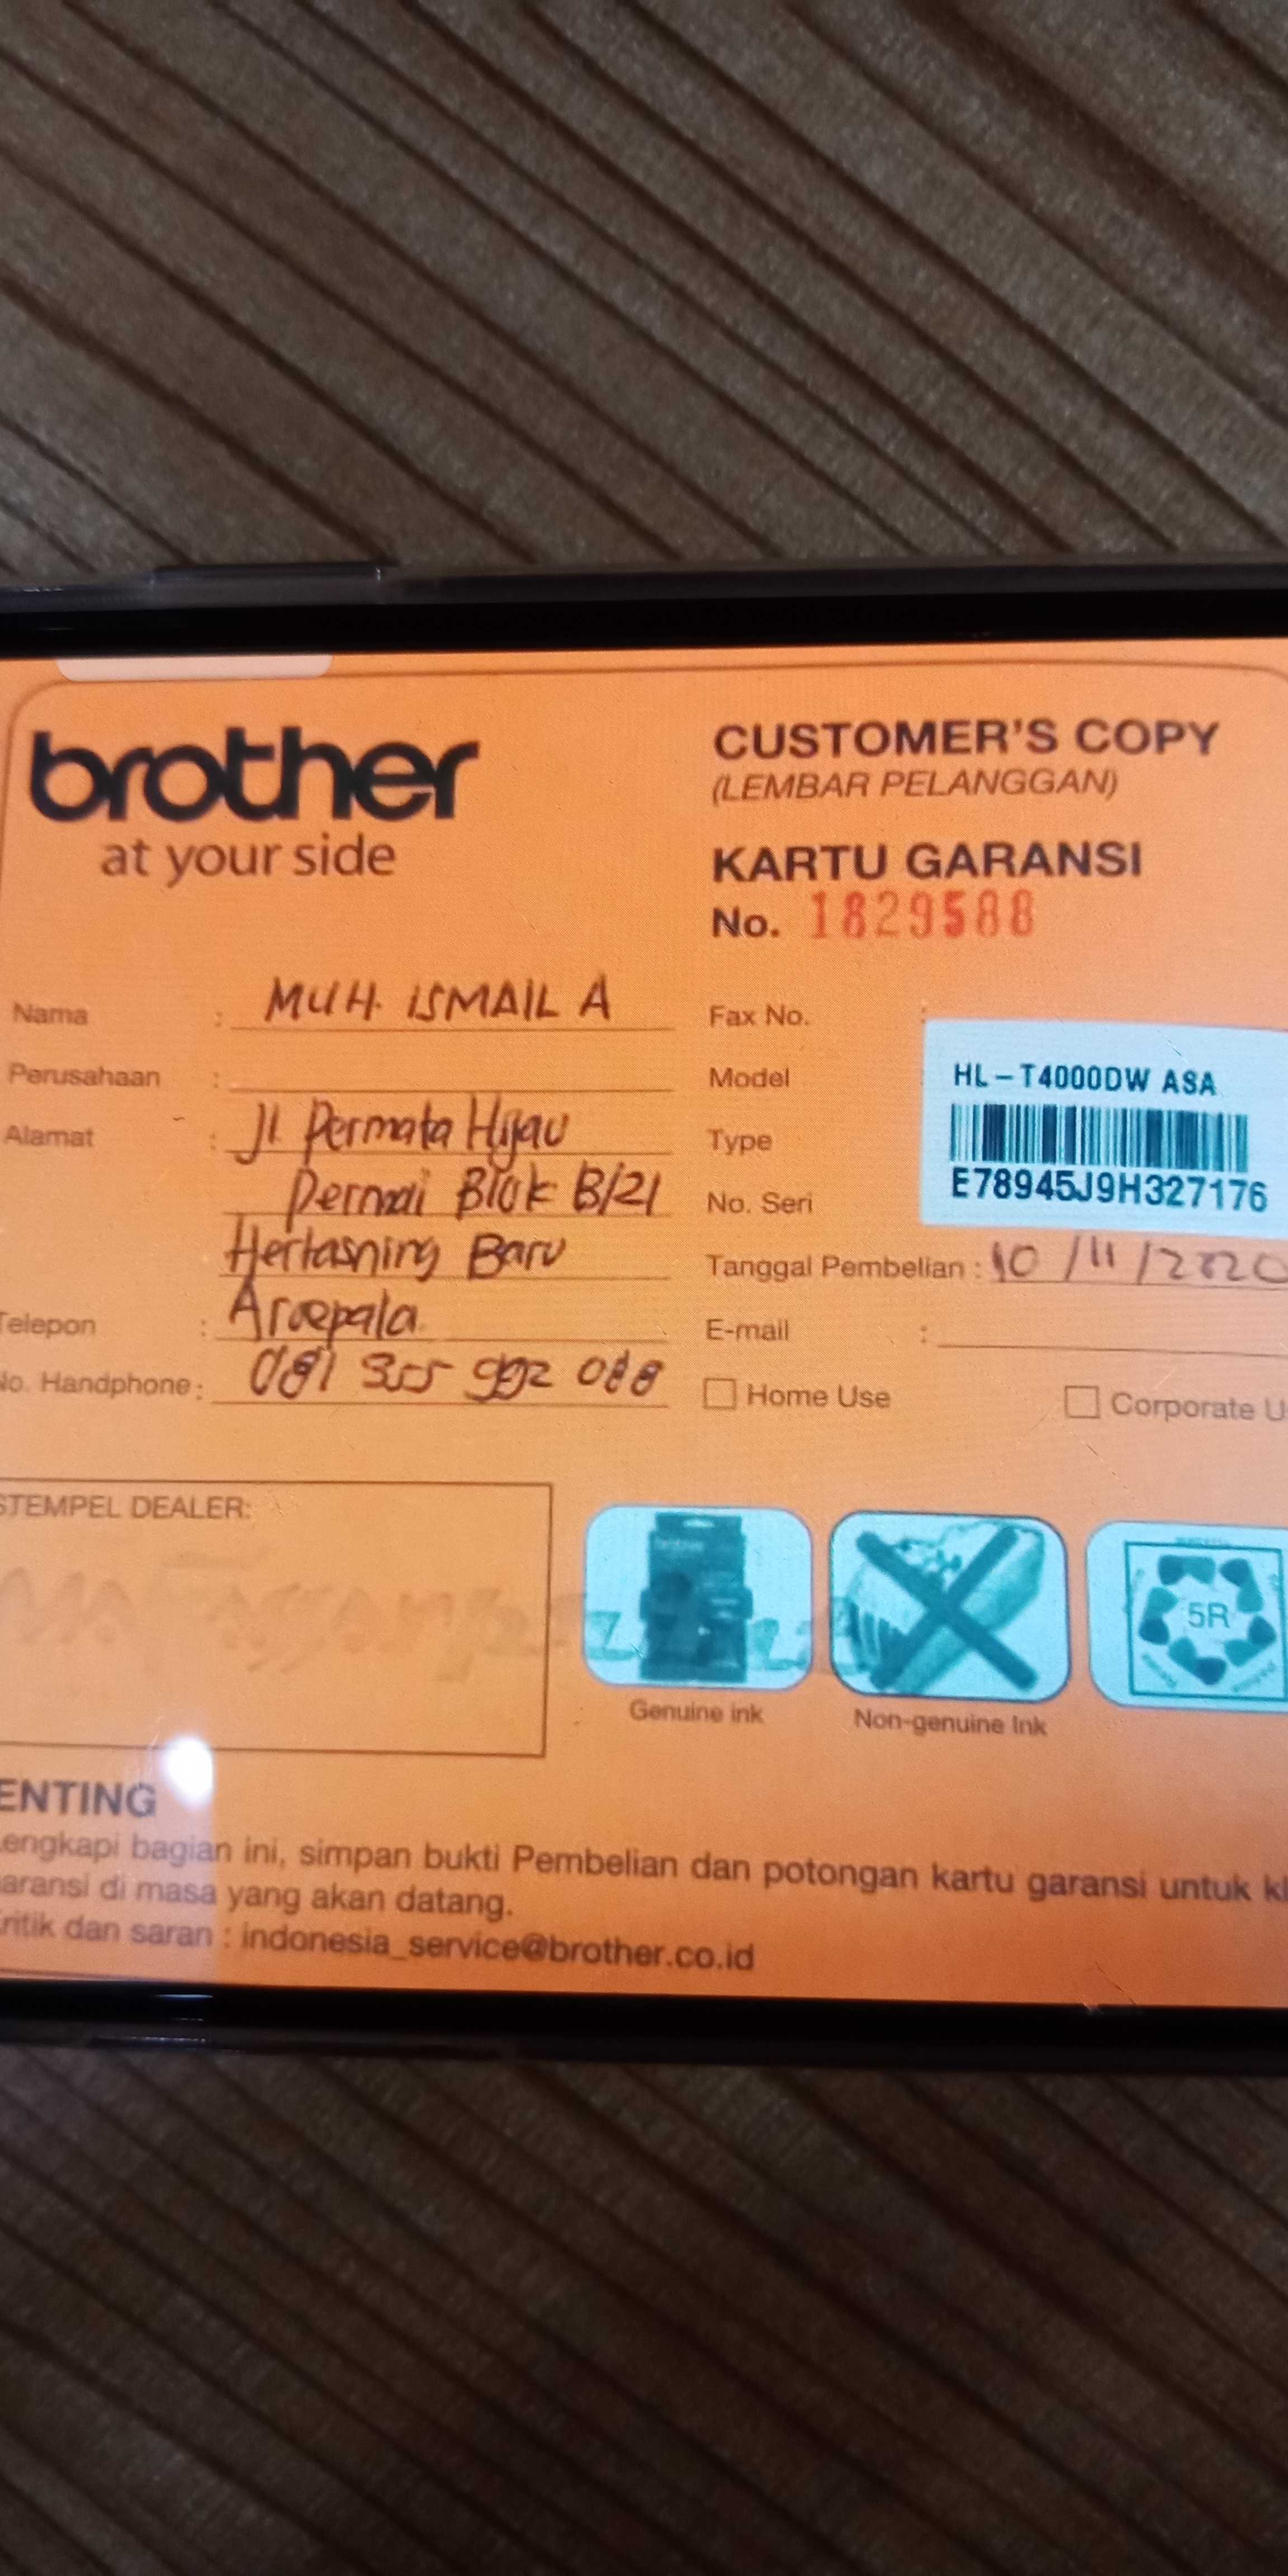 brother
at your side
CUSTOMER'S COPY
(LEMBAR PELANGGAN)
KARTU GARANSI
No. 1829588
Nama : MUH. ISMAIL A
Perusahaan :
Alamat : Jl. Permata Hijau
Permai Blok B/21
Hertasning Baru
Telepon : Aroepala
No. Handphone : 081 355 992 088
Fax No. :
Model : HL-T4000DW ASA
Type
No. Seri E78945J9H327176
Tanggal Pembelian : 10/11/2020
E-mail :
Home Use
Corporate U
STEMPEL DEALER:
brother
5R
Genuine ink
Non-genuine Ink
ENTING
engkapi bagian ini, simpan bukti Pembelian dan potongan kartu garansi untuk kl
aransi di masa yang akan datang.
ritik dan saran : indonesia_service@brother.co.id